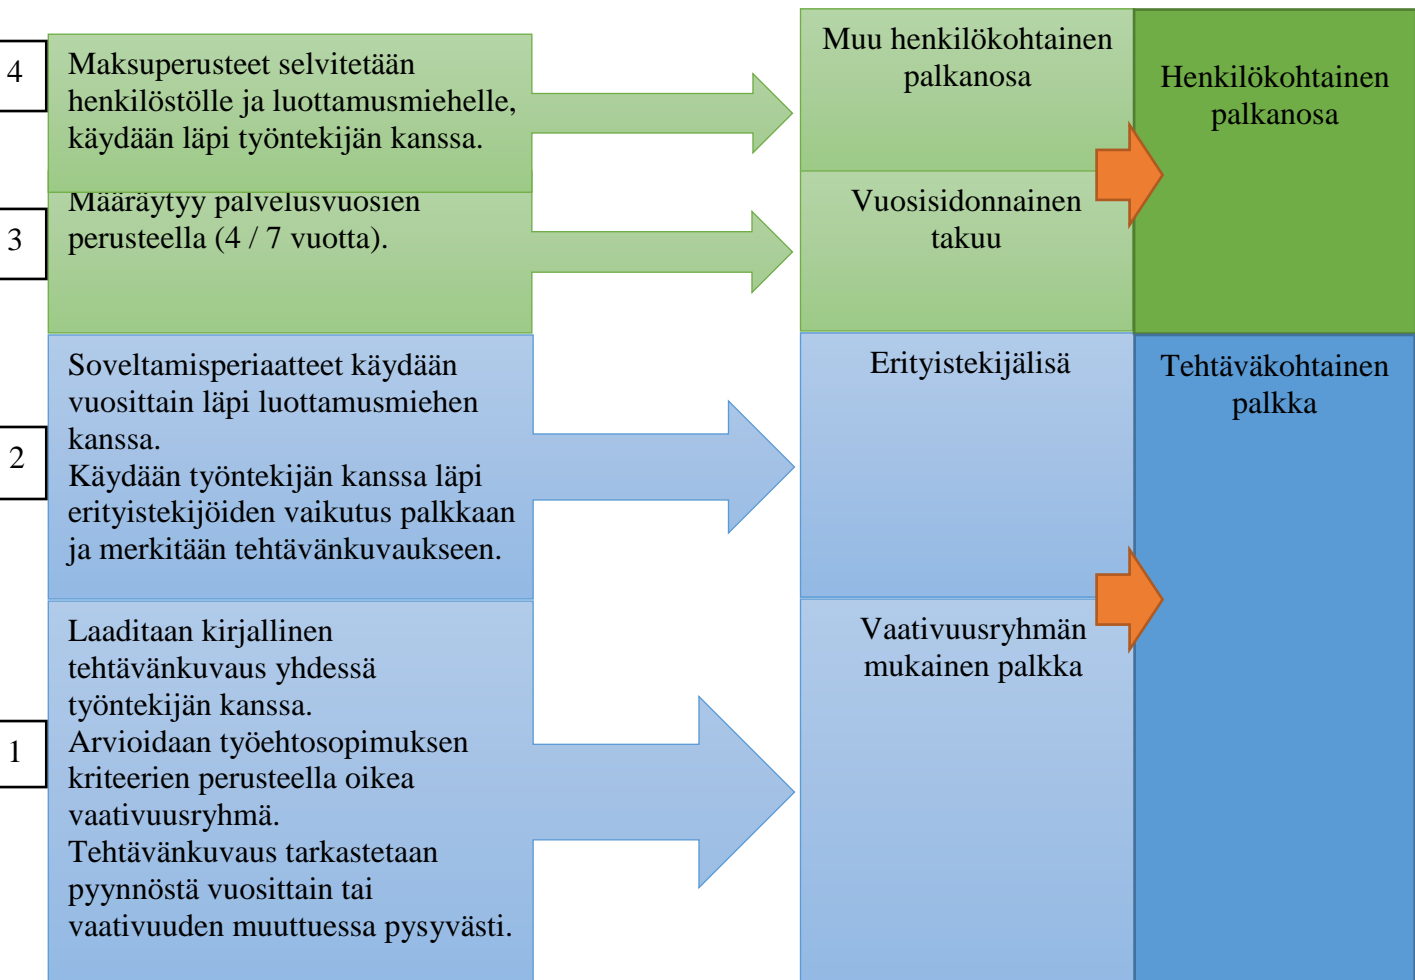 4
Maksuperusteet selvitetään
henkilöstölle ja luottamusmiehelle,
käydään läpi työntekijän kanssa.
Muu henkilökohtainen
palkanosa
Henkilökohtainen
palkanosa
3
Määräytyy palvelusvuosien
perusteella (4 / 7 vuotta).
Vuosisidonnainen
takuu
2
Soveltamisperiaatteet käydään
vuosittain läpi luottamusmiehen
kanssa.
Käydään työntekijän kanssa läpi
erityistekijöiden vaikutus palkkaan
ja merkitään tehtävänkuvaukseen.
Erityistekijälisä
Tehtäväkohtainen
palkka
1
Laaditaan kirjallinen
tehtävänkuvaus yhdessä
työntekijän kanssa.
Arvioidaan työehtosopimuksen
kriteerien perusteella oikea
vaativuusryhmä.
Tehtävänkuvaus tarkastetaan
pyynnöstä vuosittain tai
vaativuuden muuttuessa pysyvästi.
Vaativuusryhmän
mukainen palkka